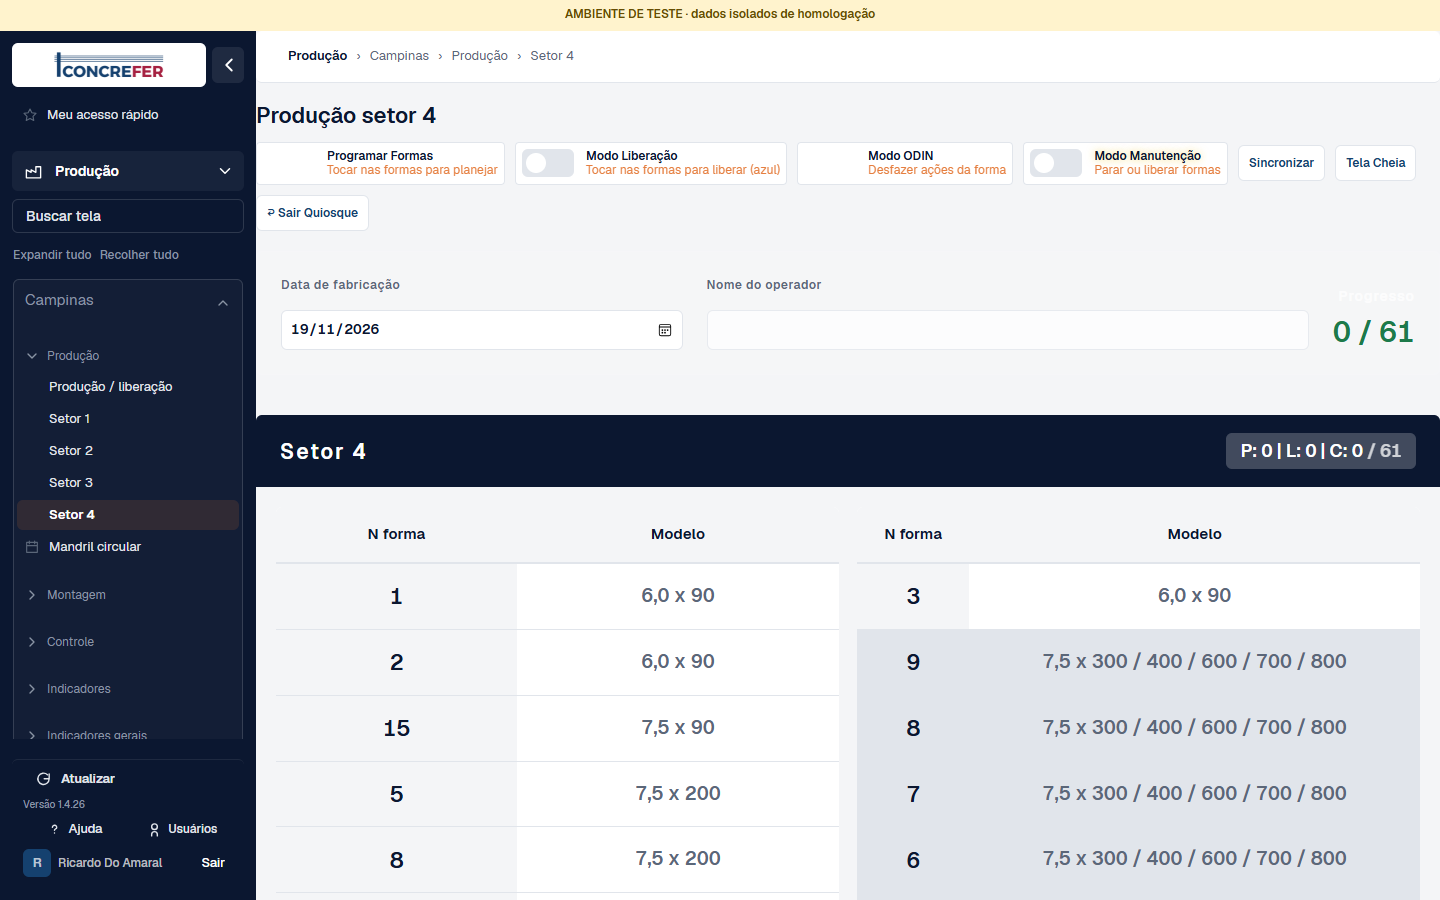 AMBIENTE DE TESTE · dados isolados de homologação
CONCREFER
Meu acesso rápido
Produção
Buscar tela
Expandir tudo Recolher tudo
Campinas
Produção
Produção / liberação
Setor 1
Setor 2
Setor 3
Setor 4
Mandril circular
Montagem
Controle
Indicadores
Indicadores gerais
Atualizar
Versão 1.4.26
? Ajuda Usuários
R Ricardo Do Amaral Sair
Produção › Campinas › Produção › Setor 4
Produção setor 4
Programar Formas
Tocar nas formas para planejar
Modo Liberação
Tocar nas formas para liberar (azul)
Modo ODIN
Desfazer ações da forma
Modo Manutenção
Parar ou liberar formas
Sincronizar
Tela Cheia
Sair Quiosque
Data de fabricação
19/11/2026
Nome do operador
Progresso
0 / 61
Setor 4
P: 0 | L: 0 | C: 0 / 61
N forma Modelo N forma Modelo
1 6,0 x 90 3 6,0 x 90
2 6,0 x 90 9 7,5 x 300 / 400 / 600 / 700 / 800
15 7,5 x 90 8 7,5 x 300 / 400 / 600 / 700 / 800
5 7,5 x 200 7 7,5 x 300 / 400 / 600 / 700 / 800
8 7,5 x 200 6 7,5 x 300 / 400 / 600 / 700 / 800